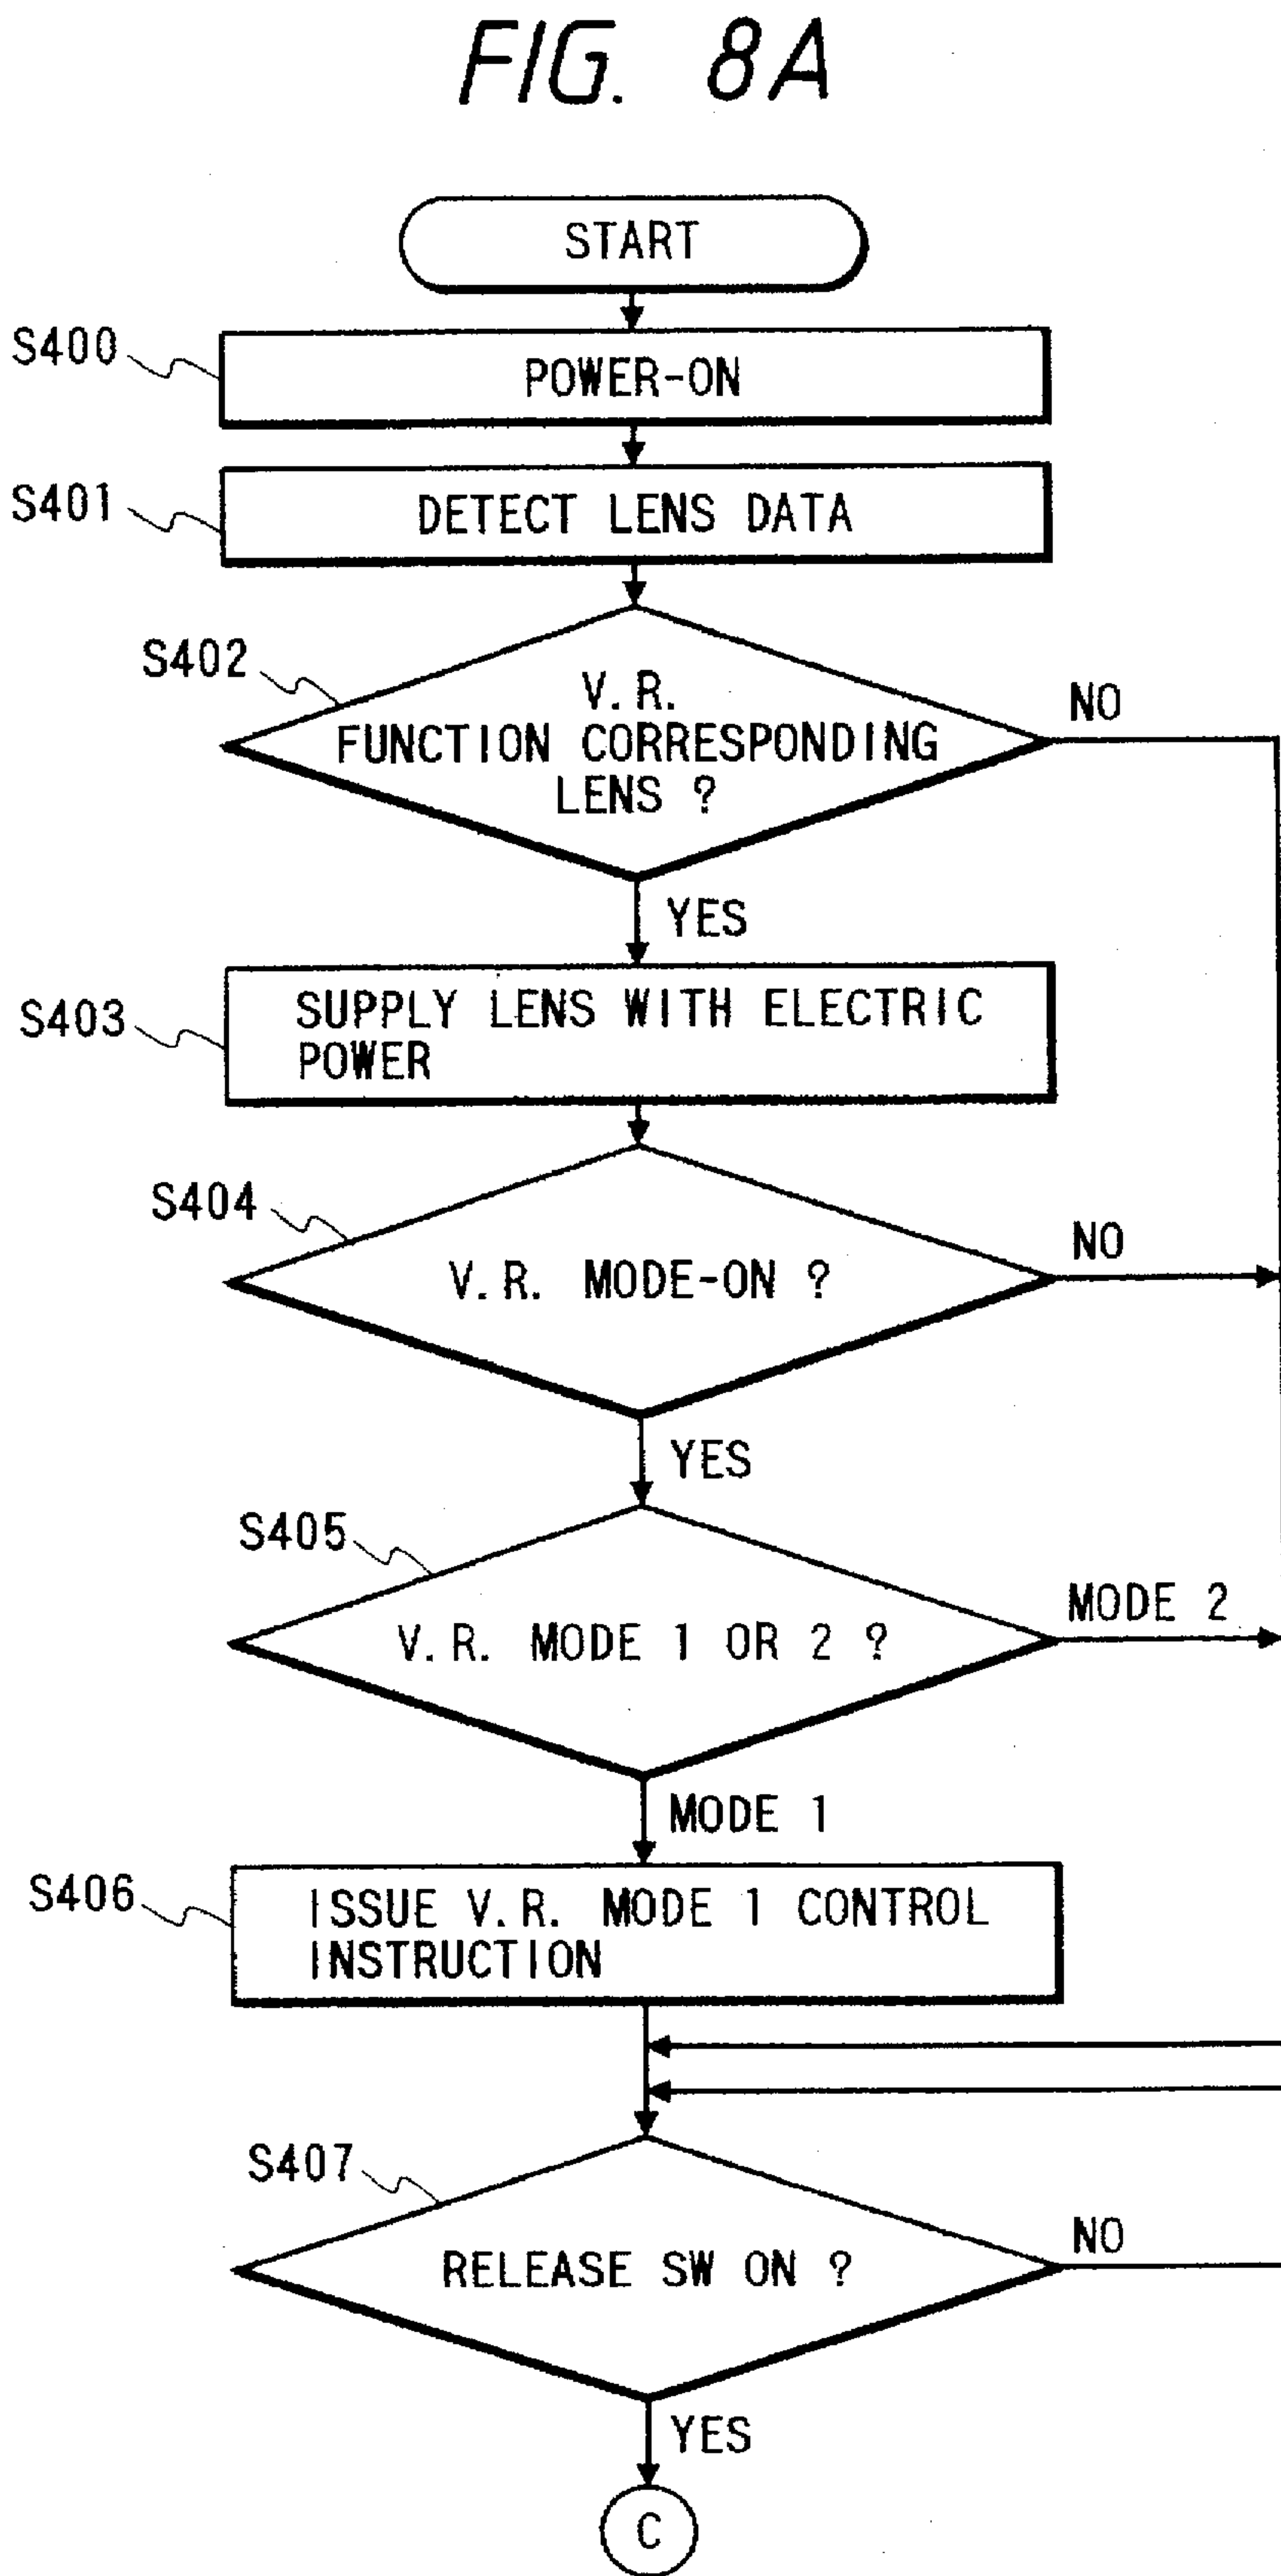 FIG. 8A
START
S400
POWER-ON
S401
DETECT LENS DATA
S402
V.R.
FUNCTION CORRESPONDING
LENS ?
NO
YES
S403
SUPPLY LENS WITH ELECTRIC
POWER
S404
V.R. MODE-ON ?
NO
YES
S405
V.R. MODE 1 OR 2 ?
MODE 2
MODE 1
S406
ISSUE V.R. MODE 1 CONTROL
INSTRUCTION
S407
RELEASE SW ON ?
NO
YES
C